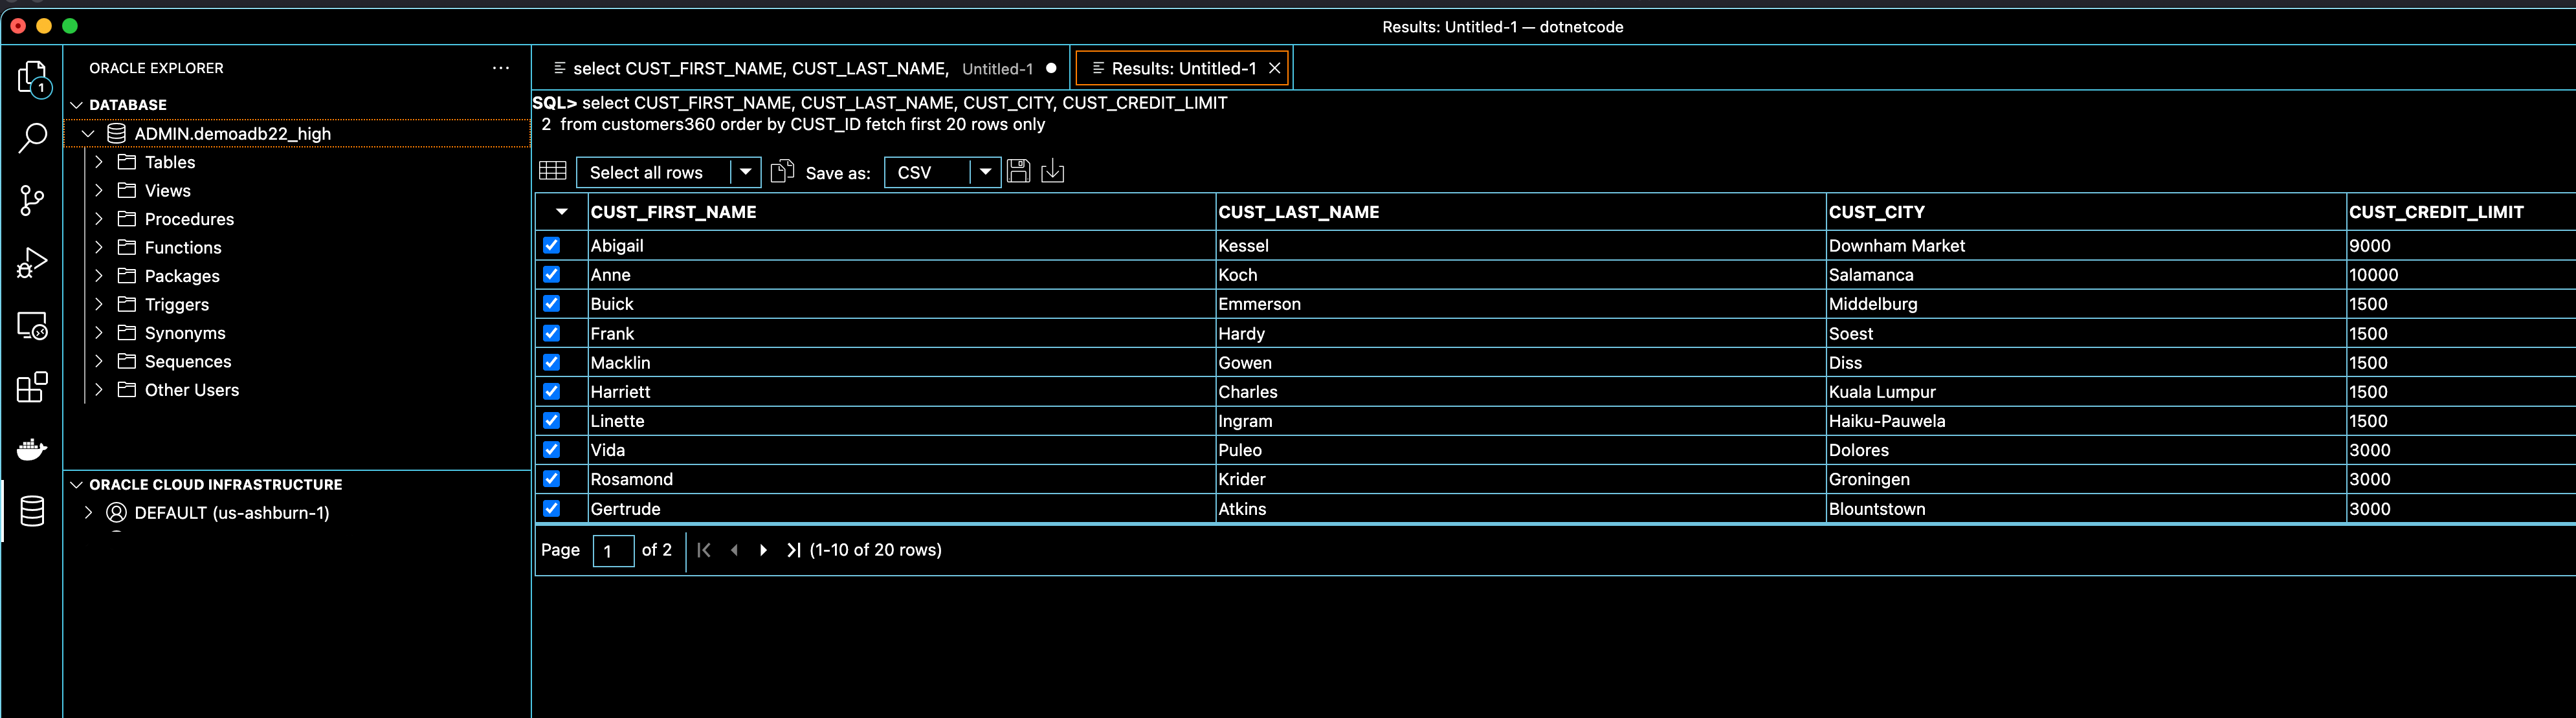 Results: Untitled-1 — dotnetcode
ORACLE EXPLORER ···
select CUST_FIRST_NAME, CUST_LAST_NAME, Untitled-1
Results: Untitled-1
1
DATABASE
ADMIN.demoadb22_high
Tables
Views
Procedures
Functions
Packages
Triggers
Synonyms
Sequences
Other Users
ORACLE CLOUD INFRASTRUCTURE
DEFAULT (us-ashburn-1)
SQL> select CUST_FIRST_NAME, CUST_LAST_NAME, CUST_CITY, CUST_CREDIT_LIMIT
2 from customers360 order by CUST_ID fetch first 20 rows only
Select all rows Save as: CSV
CUST_FIRST_NAME CUST_LAST_NAME CUST_CITY CUST_CREDIT_LIMIT
Abigail Kessel Downham Market 9000
Anne Koch Salamanca 10000
Buick Emmerson Middelburg 1500
Frank Hardy Soest 1500
Macklin Gowen Diss 1500
Harriett Charles Kuala Lumpur 1500
Linette Ingram Haiku-Pauwela 1500
Vida Puleo Dolores 3000
Rosamond Krider Groningen 3000
Gertrude Atkins Blountstown 3000
Page 1 of 2 (1-10 of 20 rows)